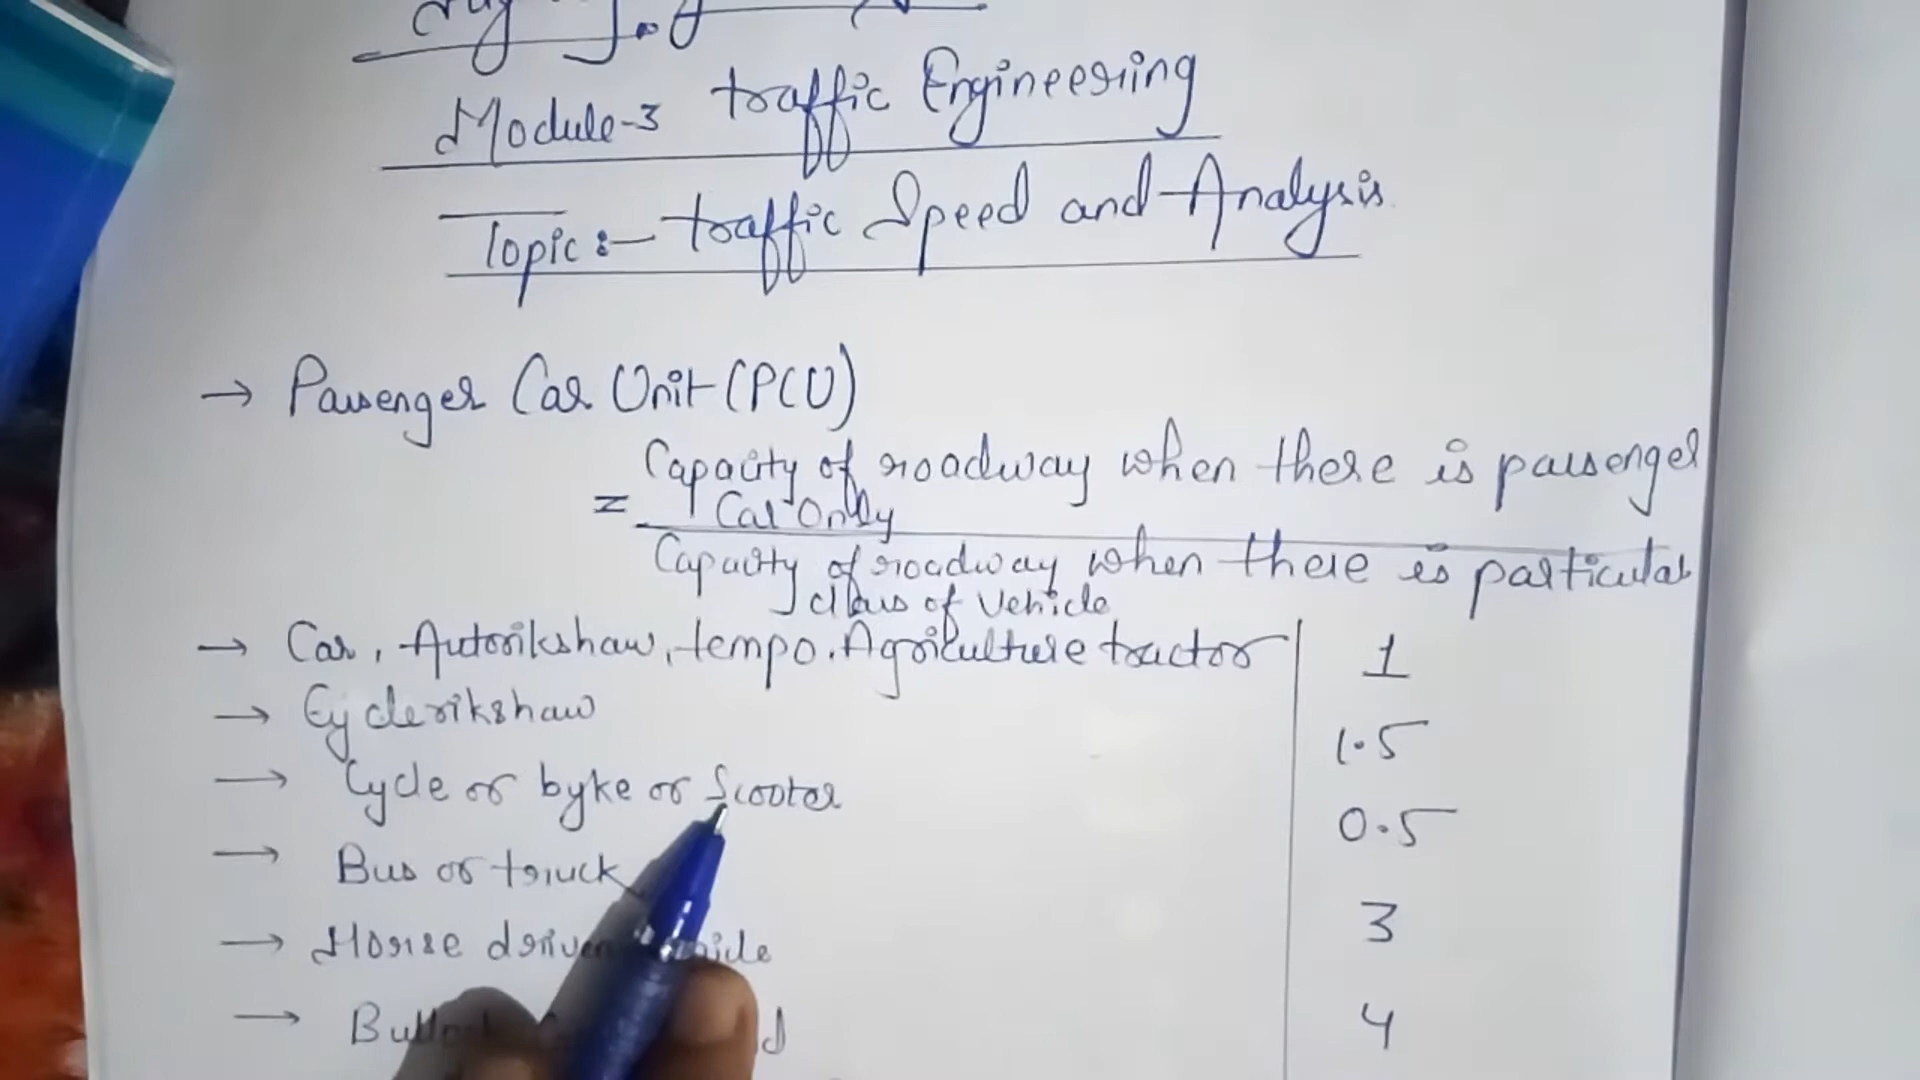 Module-3 traffic Engineering
Topic:- traffic Speed and Analysis
→ Passenger Car Unit (PCU)
= Capacity of roadway when there is passenger
Car Only
Capacity of roadway when there is particular
class of Vehicle
→ Car, Autorikshaw, tempo. Agriculture tractor 1
→ Cyclerikshaw 1.5
→ Cycle or byke or Scooter 0.5
→ Bus or truck 3
→ Horse 4
→